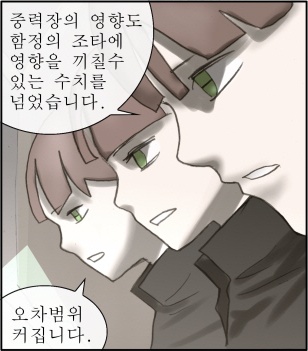 중력장의 영향도
함정의 조타에
영향을 끼칠수
있는 수치를
넘었습니다.
오차범위
커집니다.